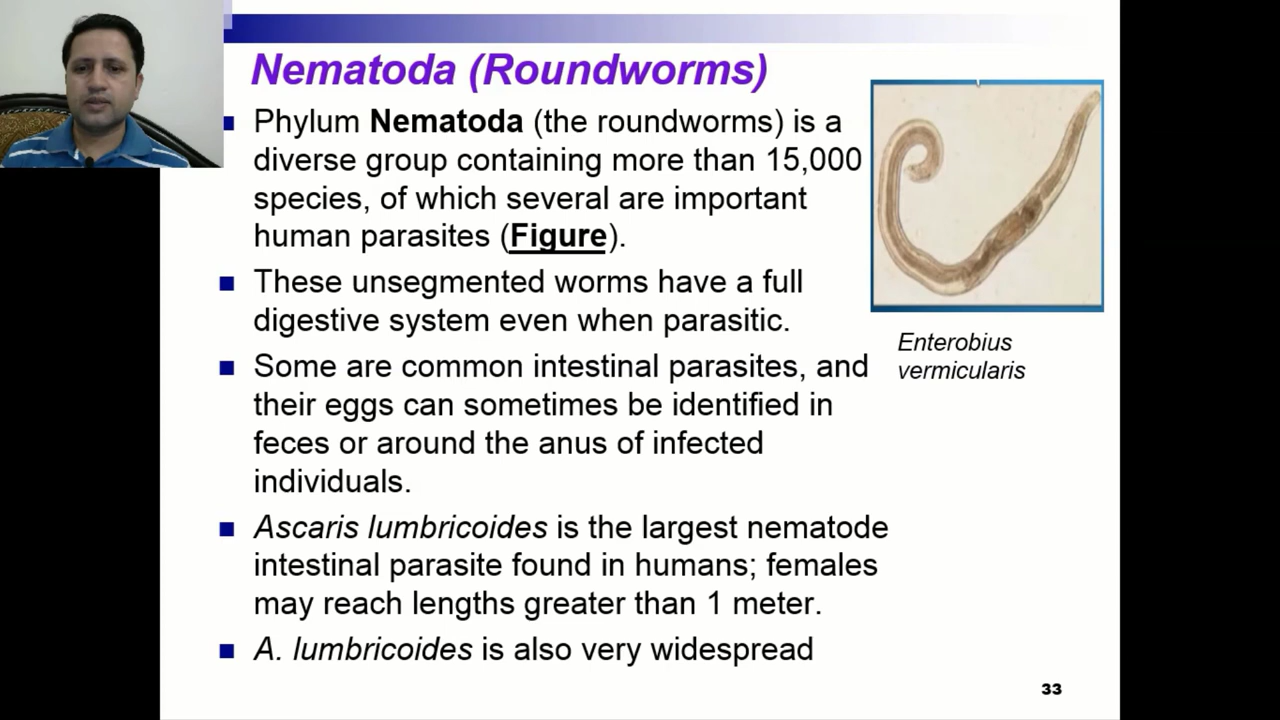 Nematoda (Roundworms)
Phylum Nematoda (the roundworms) is a
diverse group containing more than 15,000
species, of which several are important
human parasites (Figure).
These unsegmented worms have a full
digestive system even when parasitic.
Some are common intestinal parasites, and
their eggs can sometimes be identified in
feces or around the anus of infected
individuals.
Ascaris lumbricoides is the largest nematode
intestinal parasite found in humans; females
may reach lengths greater than 1 meter.
A. lumbricoides is also very widespread
Enterobius
vermicularis
33